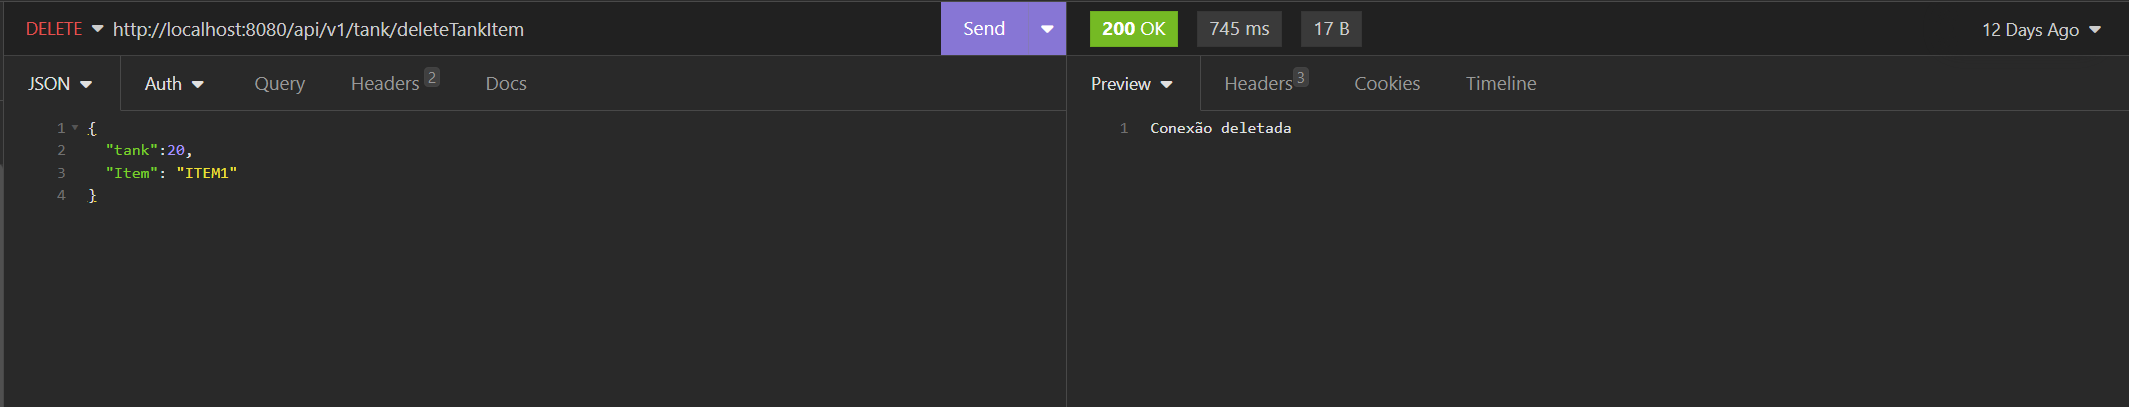 DELETE http://localhost:8080/api/v1/tank/deleteTankItem Send 200 OK 745 ms 17 B 12 Days Ago
JSON Auth Query Headers 2 Docs Preview Headers 3 Cookies Timeline
1 {
2 "tank":20,
3 "Item": "ITEM1"
4 }
1 Conexão deletada